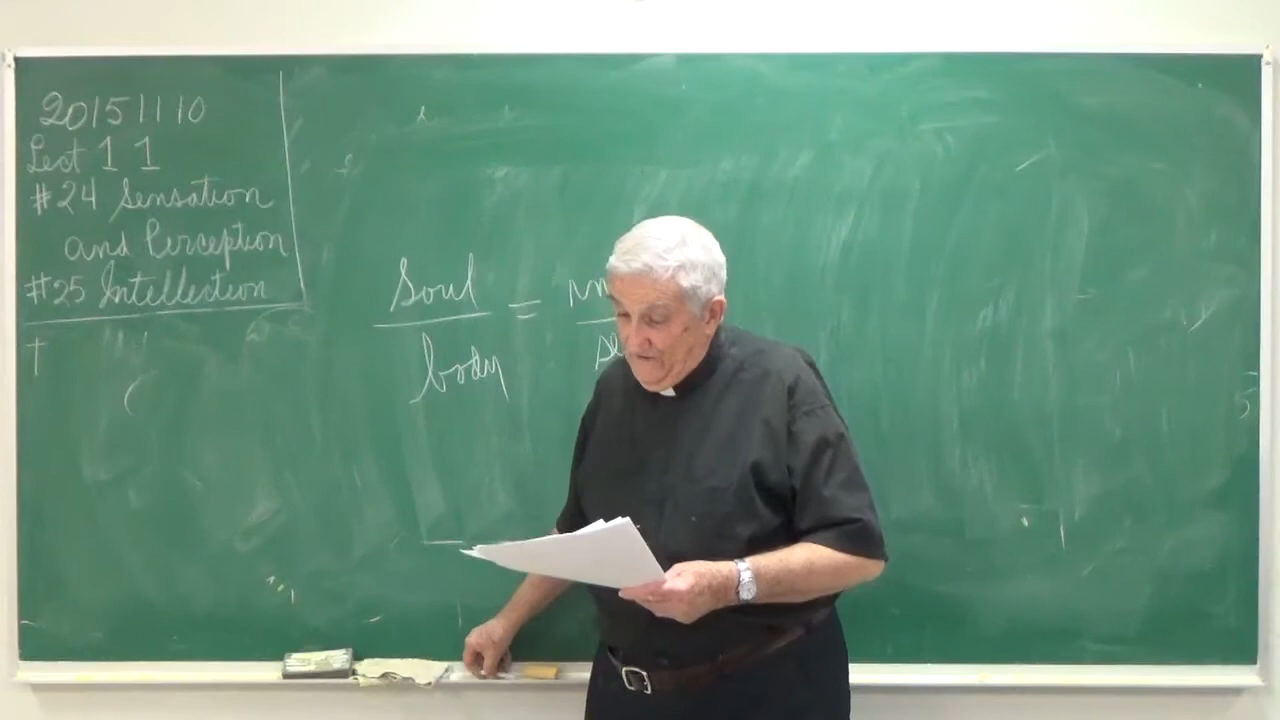 20151110
Lect 11
#24 Sensation
and Perception
#25 Intellection
Soul =
body